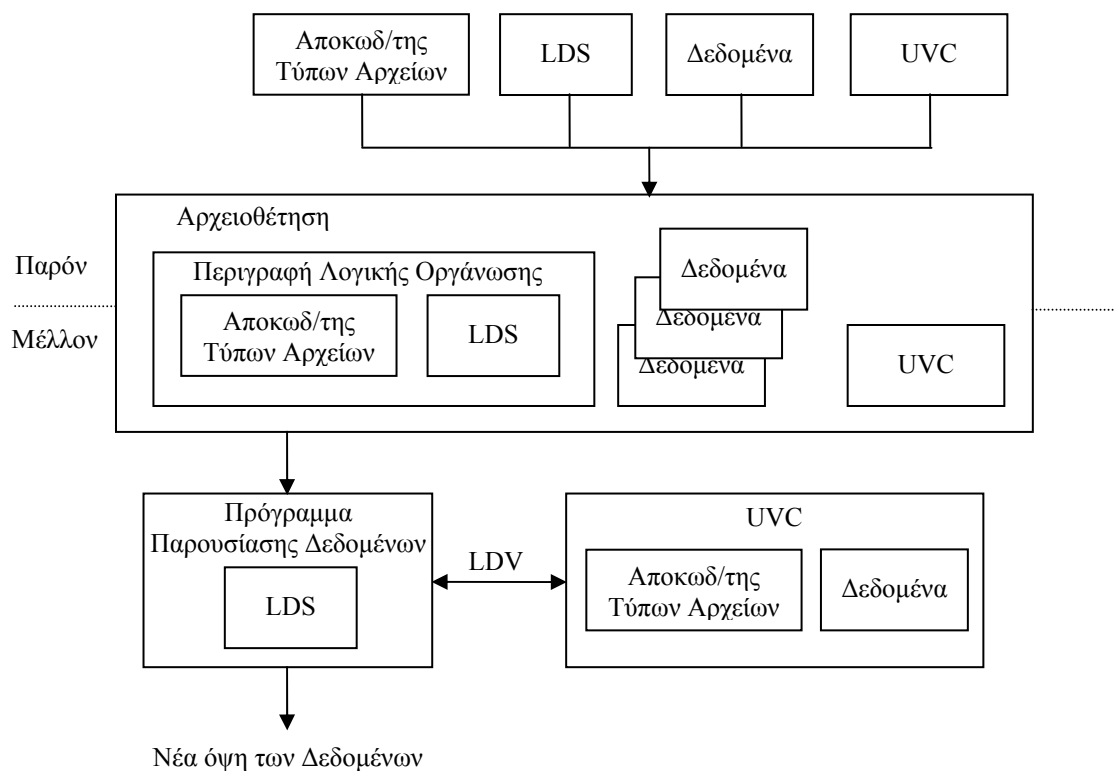 Αποκωδ/της
Τύπων Αρχείων
LDS
Δεδομένα
UVC
Αρχειοθέτηση
Παρόν
Μέλλον
Περιγραφή Λογικής Οργάνωσης
Αποκωδ/της
Τύπων Αρχείων
LDS
Δεδομένα
Δεδομένα
Δεδομένα
UVC
Πρόγραμμα
Παρουσίασης Δεδομένων
LDS
LDV
UVC
Αποκωδ/της
Τύπων Αρχείων
Δεδομένα
Νέα όψη των Δεδομένων